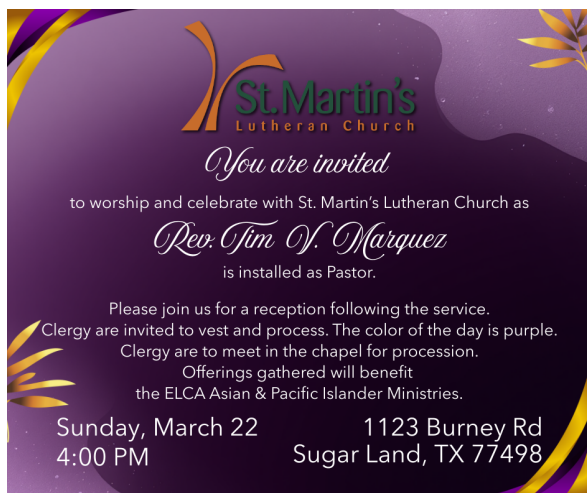 St. Martin's
Lutheran Church
You are invited
to worship and celebrate with St. Martin's Lutheran Church as
Rev. Tim V. Marquez
is installed as Pastor.
Please join us for a reception following the service.
Clergy are invited to vest and process. The color of the day is purple.
Clergy are to meet in the chapel for procession.
Offerings gathered will benefit
the ELCA Asian & Pacific Islander Ministries.
Sunday, March 22
4:00 PM
1123 Burney Rd
Sugar Land, TX 77498